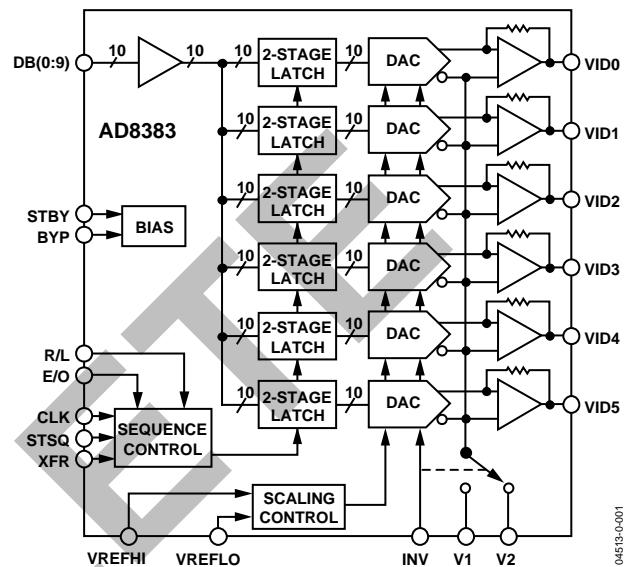 DB(0:9)
10
10
2-STAGE
LATCH
10
DAC
VID0
AD8383
10
2-STAGE
LATCH
10
DAC
VID1
10
2-STAGE
LATCH
10
DAC
VID2
STBY
BYP
BIAS
10
2-STAGE
LATCH
10
DAC
VID3
R/L
E/O
10
2-STAGE
LATCH
10
DAC
VID4
CLK
STSQ
XFR
SEQUENCE
CONTROL
10
2-STAGE
LATCH
10
DAC
VID5
SCALING
CONTROL
VREFHI
VREFLO
INV
V1
V2
04513-0-001
ETE